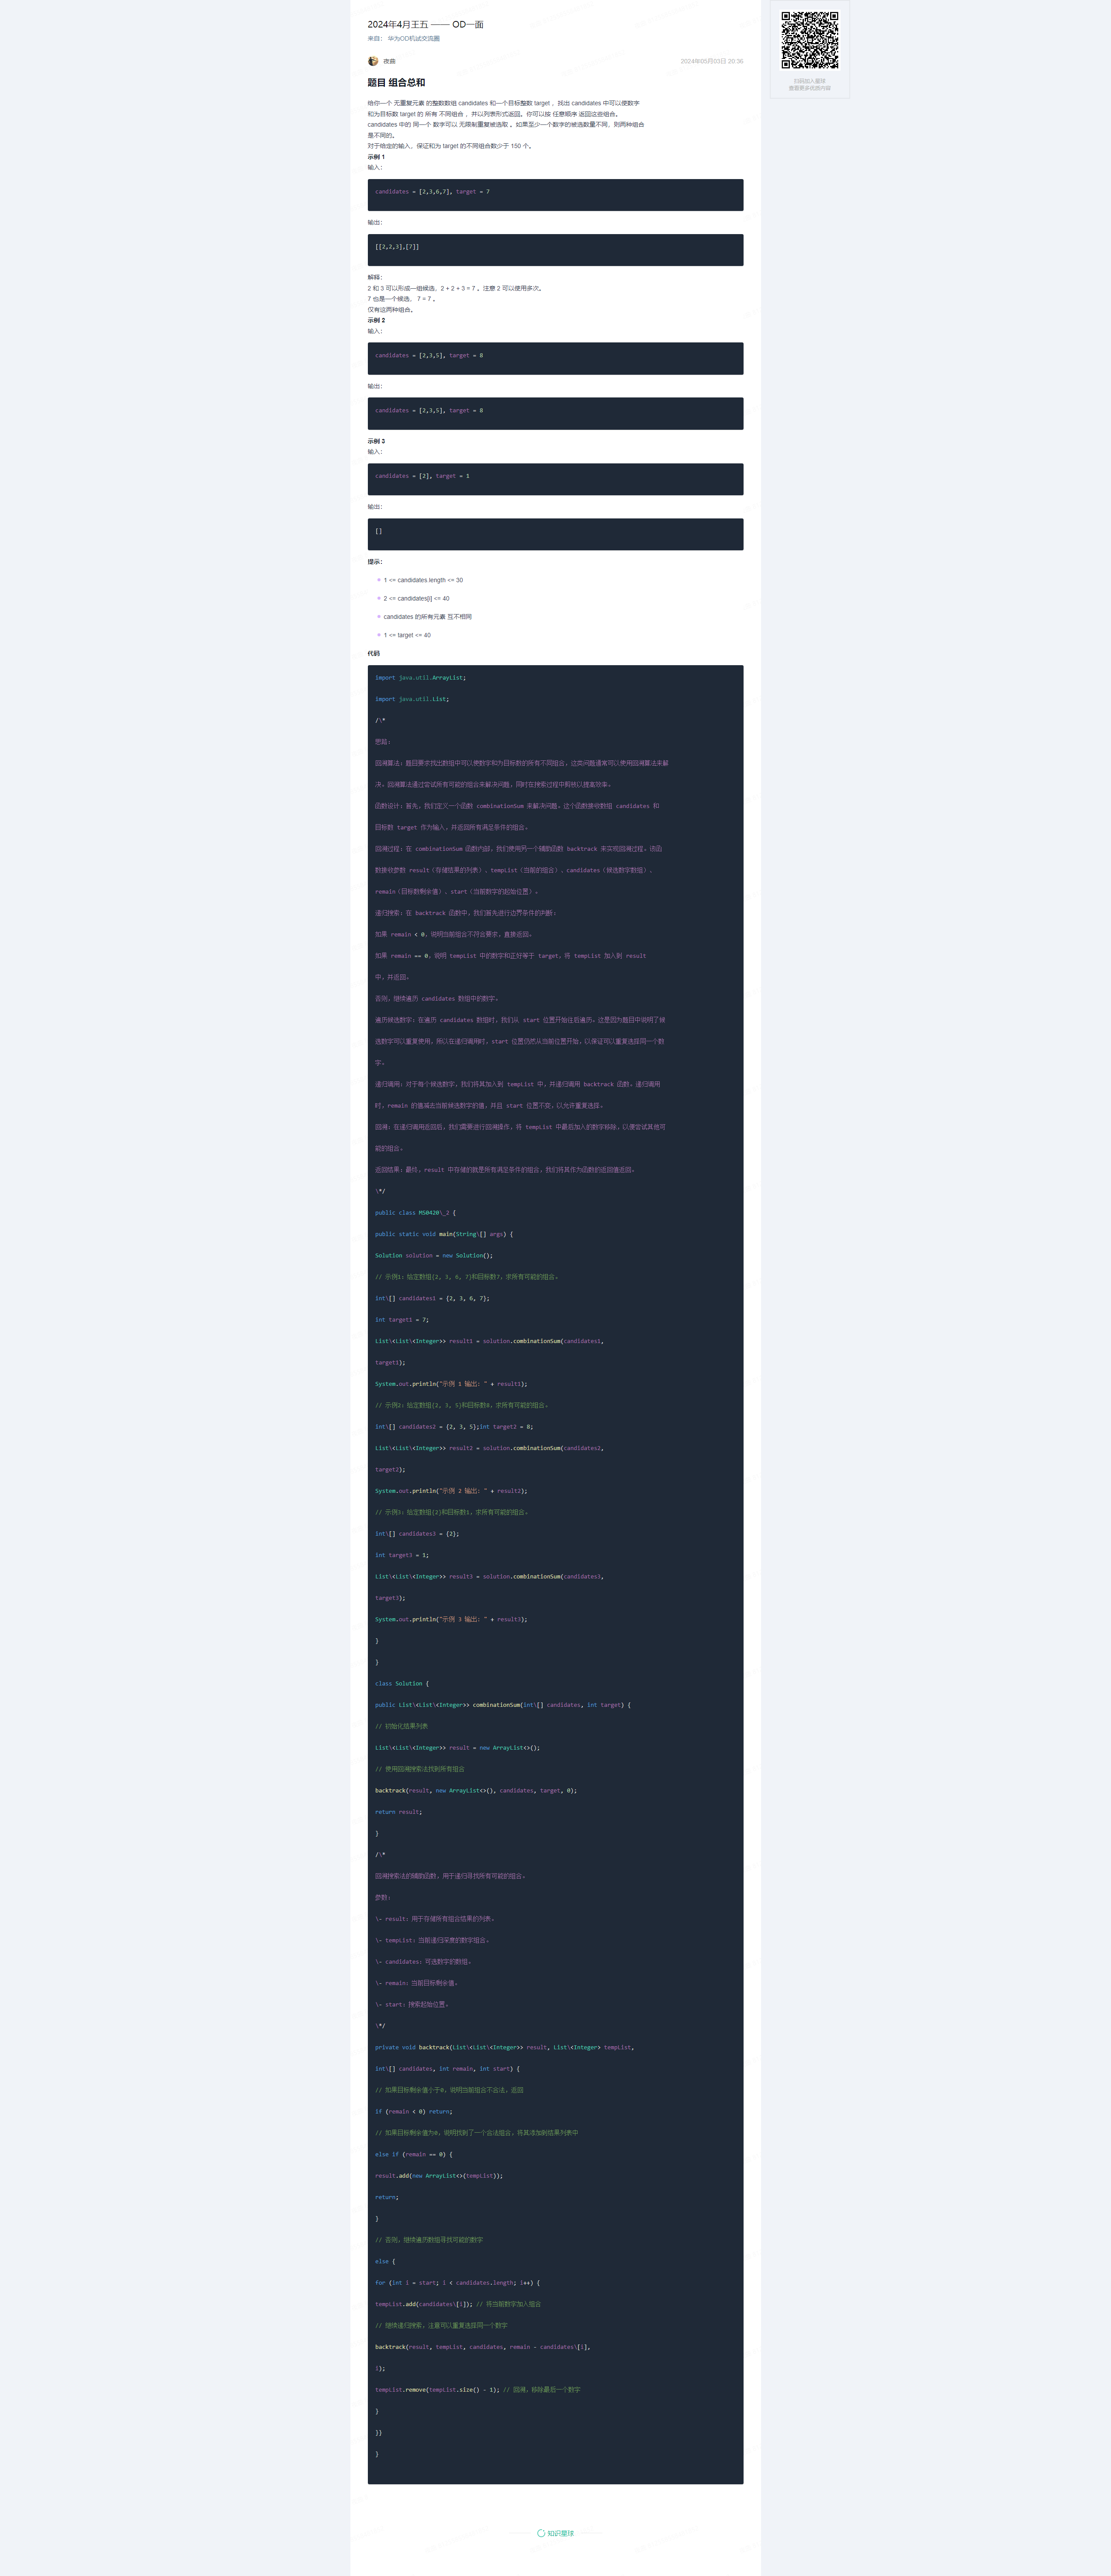 2024年4月王五 —— OD一面
来自： 华为OD机试交流圈
夜曲
2024年05月03日 20:36
扫码加入星球
查看更多优质内容
题目 组合总和
给你一个 无重复元素 的整数数组 candidates 和一个目标整数 target ，找出 candidates 中可以使数字
和为目标数 target 的 所有 不同组合 ，并以列表形式返回。你可以按 任意顺序 返回这些组合。
candidates 中的 同一个 数字可以 无限制重复被选取 。如果至少一个数字的被选数量不同，则两种组合
是不同的。
对于给定的输入，保证和为 target 的不同组合数少于 150 个。
示例 1
输入：
candidates = [2,3,6,7], target = 7
输出：
[[2,2,3],[7]]
解释：
2 和 3 可以形成一组候选，2 + 2 + 3 = 7 。注意 2 可以使用多次。
7 也是一个候选， 7 = 7 。
仅有这两种组合。
示例 2
输入：
candidates = [2,3,5], target = 8
输出：
candidates = [2,3,5], target = 8
示例 3
输入：
candidates = [2], target = 1
输出：
[]
提示：
1 <= candidates.length <= 30
2 <= candidates[i] <= 40
candidates 的所有元素 互不相同
1 <= target <= 40
代码
import java.util.ArrayList;
import java.util.List;
/\*
思路：
回溯算法：题目要求找出数组中可以使数字和为目标数的所有不同组合，这类问题通常可以使用回溯算法来解
决。回溯算法通过尝试所有可能的组合来解决问题，同时在搜索过程中剪枝以提高效率。
函数设计：首先，我们定义一个函数 combinationSum 来解决问题。这个函数接收数组 candidates 和
目标数 target 作为输入，并返回所有满足条件的组合。
回溯过程：在 combinationSum 函数内部，我们使用另一个辅助函数 backtrack 来实现回溯过程。该函
数接收参数 result（存储结果的列表）、tempList（当前的组合）、candidates（候选数字数组）、
remain（目标数剩余值）、start（当前数字的起始位置）。
递归搜索：在 backtrack 函数中，我们首先进行边界条件的判断：
如果 remain < 0，说明当前组合不符合要求，直接返回。
如果 remain == 0，说明 tempList 中的数字和正好等于 target，将 tempList 加入到 result
中，并返回。
否则，继续遍历 candidates 数组中的数字。
遍历候选数字：在遍历 candidates 数组时，我们从 start 位置开始往后遍历。这是因为题目中说明了候
选数字可以重复使用，所以在递归调用时，start 位置仍然从当前位置开始，以保证可以重复选择同一个数
字。
递归调用：对于每个候选数字，我们将其加入到 tempList 中，并递归调用 backtrack 函数。递归调用
时，remain 的值减去当前候选数字的值，并且 start 位置不变，以允许重复选择。
回溯：在递归调用返回后，我们需要进行回溯操作，将 tempList 中最后加入的数字移除，以便尝试其他可
能的组合。
返回结果：最终，result 中存储的就是所有满足条件的组合，我们将其作为函数的返回值返回。
\*/
public class MS0420\_2 {
public static void main(String\[] args) {
Solution solution = new Solution();
// 示例1：给定数组{2, 3, 6, 7}和目标数7，求所有可能的组合。
int\[] candidates1 = {2, 3, 6, 7};
int target1 = 7;
List\<List\<Integer>> result1 = solution.combinationSum(candidates1,
target1);
System.out.println("示例 1 输出: " + result1);
// 示例2：给定数组{2, 3, 5}和目标数8，求所有可能的组合。
int\[] candidates2 = {2, 3, 5};int target2 = 8;
List\<List\<Integer>> result2 = solution.combinationSum(candidates2,
target2);
System.out.println("示例 2 输出: " + result2);
// 示例3：给定数组{2}和目标数1，求所有可能的组合。
int\[] candidates3 = {2};
int target3 = 1;
List\<List\<Integer>> result3 = solution.combinationSum(candidates3,
target3);
System.out.println("示例 3 输出: " + result3);
}
}
class Solution {
public List\<List\<Integer>> combinationSum(int\[] candidates, int target) {
// 初始化结果列表
List\<List\<Integer>> result = new ArrayList<>();
// 使用回溯搜索法找到所有组合
backtrack(result, new ArrayList<>(), candidates, target, 0);
return result;
}
/\*
回溯搜索法的辅助函数，用于递归寻找所有可能的组合。
参数：
\- result：用于存储所有组合结果的列表。
\- tempList：当前递归深度的数字组合。
\- candidates：可选数字的数组。
\- remain：当前目标剩余值。
\- start：搜索起始位置。
\*/
private void backtrack(List\<List\<Integer>> result, List\<Integer> tempList,
int\[] candidates, int remain, int start) {
// 如果目标剩余值小于0，说明当前组合不合法，返回
if (remain < 0) return;
// 如果目标剩余值为0，说明找到了一个合法组合，将其添加到结果列表中
else if (remain == 0) {
result.add(new ArrayList<>(tempList));
return;
}
// 否则，继续遍历数组寻找可能的数字
else {
for (int i = start; i < candidates.length; i++) {
tempList.add(candidates\[i]); // 将当前数字加入组合
// 继续递归搜索，注意可以重复选择同一个数字
backtrack(result, tempList, candidates, remain - candidates\[i],
i);
tempList.remove(tempList.size() - 1); // 回溯，移除最后一个数字
}
}}
}
知识星球